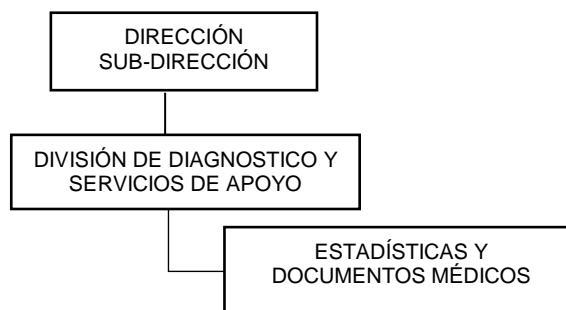 DIRECCIÓN
SUB-DIRECCIÓN
DIVISIÓN DE DIAGNOSTICO Y
SERVICIOS DE APOYO
ESTADÍSTICAS Y
DOCUMENTOS MÉDICOS